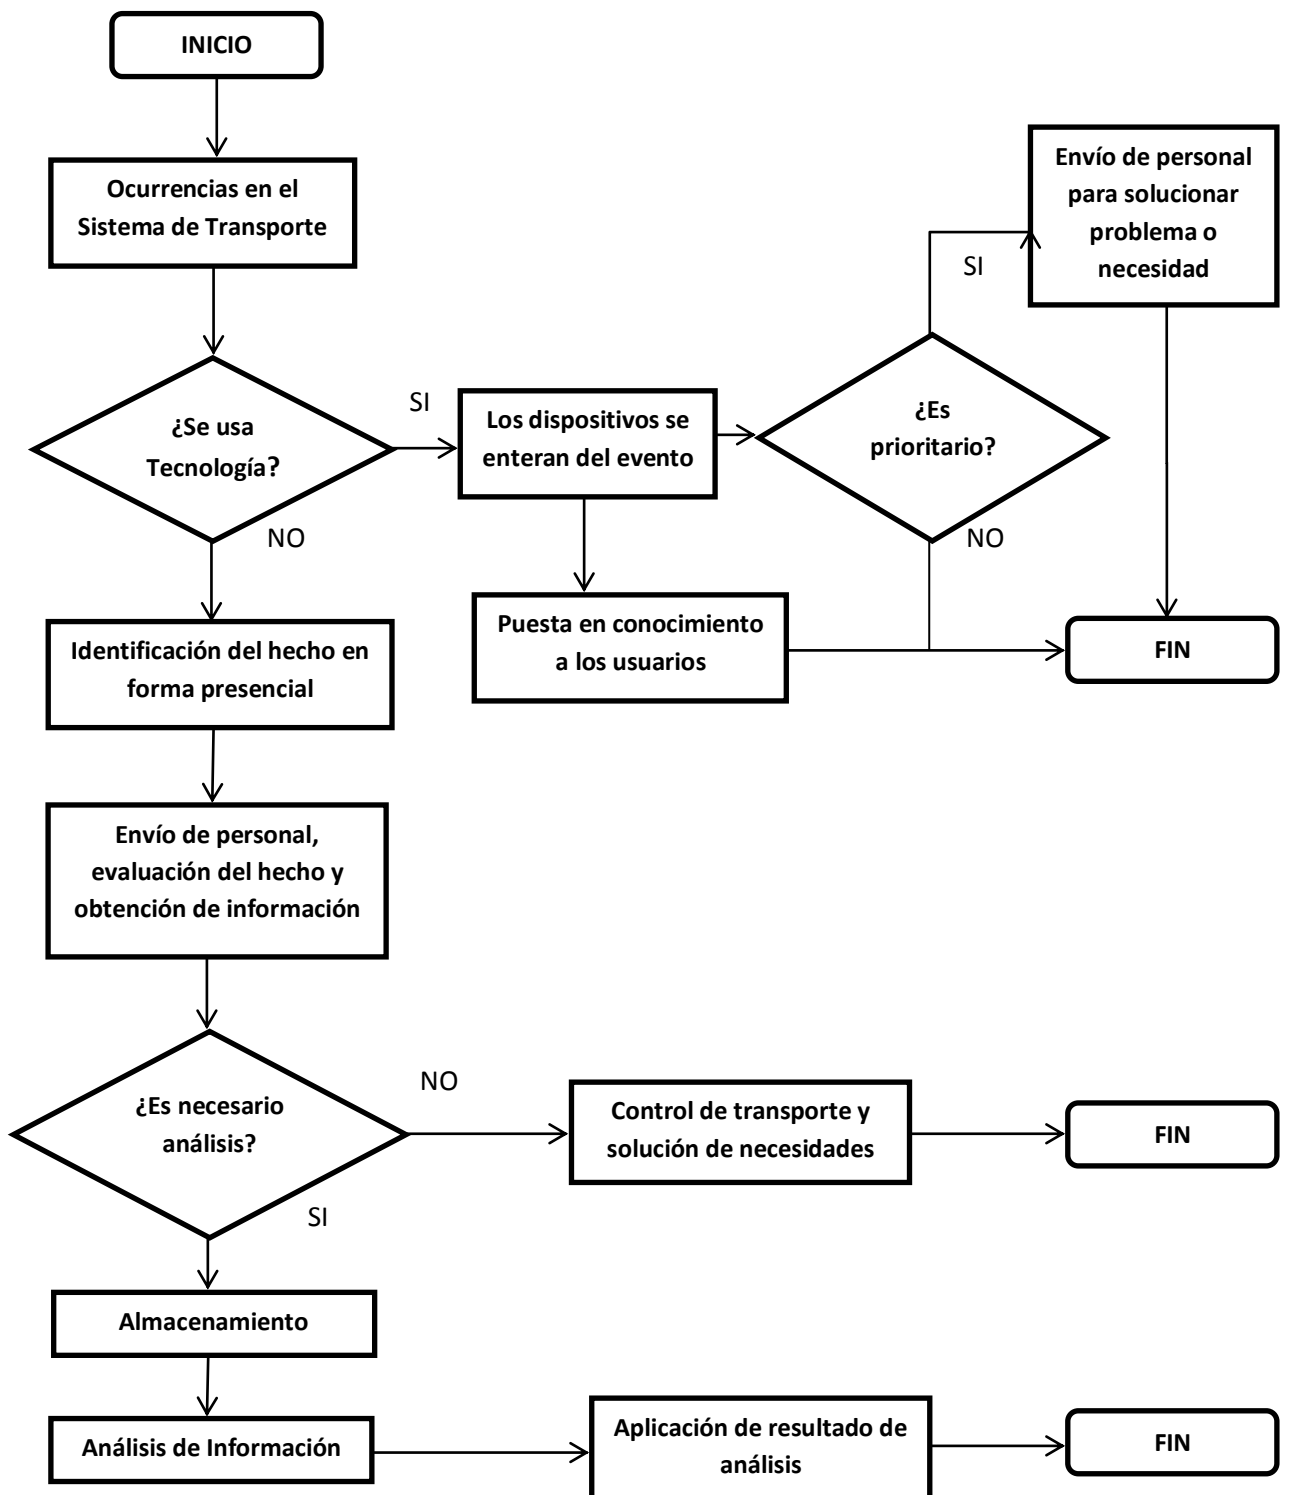 INICIO
Ocurrencias en el
Sistema de Transporte
Envío de personal
para solucionar
problema o
necesidad
SI
¿Se usa
Tecnología?
SI
Los dispositivos se
enteran del evento
¿Es
prioritario?
NO
NO
Identificación del hecho en
forma presencial
Puesta en conocimiento
a los usuarios
FIN
Envío de personal,
evaluación del hecho y
obtención de información
¿Es necesario
análisis?
NO
Control de transporte y
solución de necesidades
FIN
SI
Almacenamiento
Análisis de Información
Aplicación de resultado de
análisis
FIN